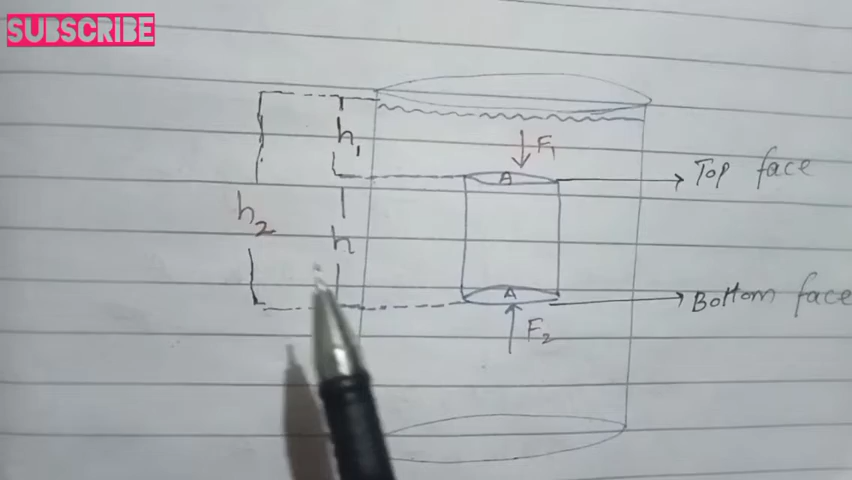 SUBSCRIBE
h₁
F₁
A
Top face
h₂
h
A
Bottom face
F₂